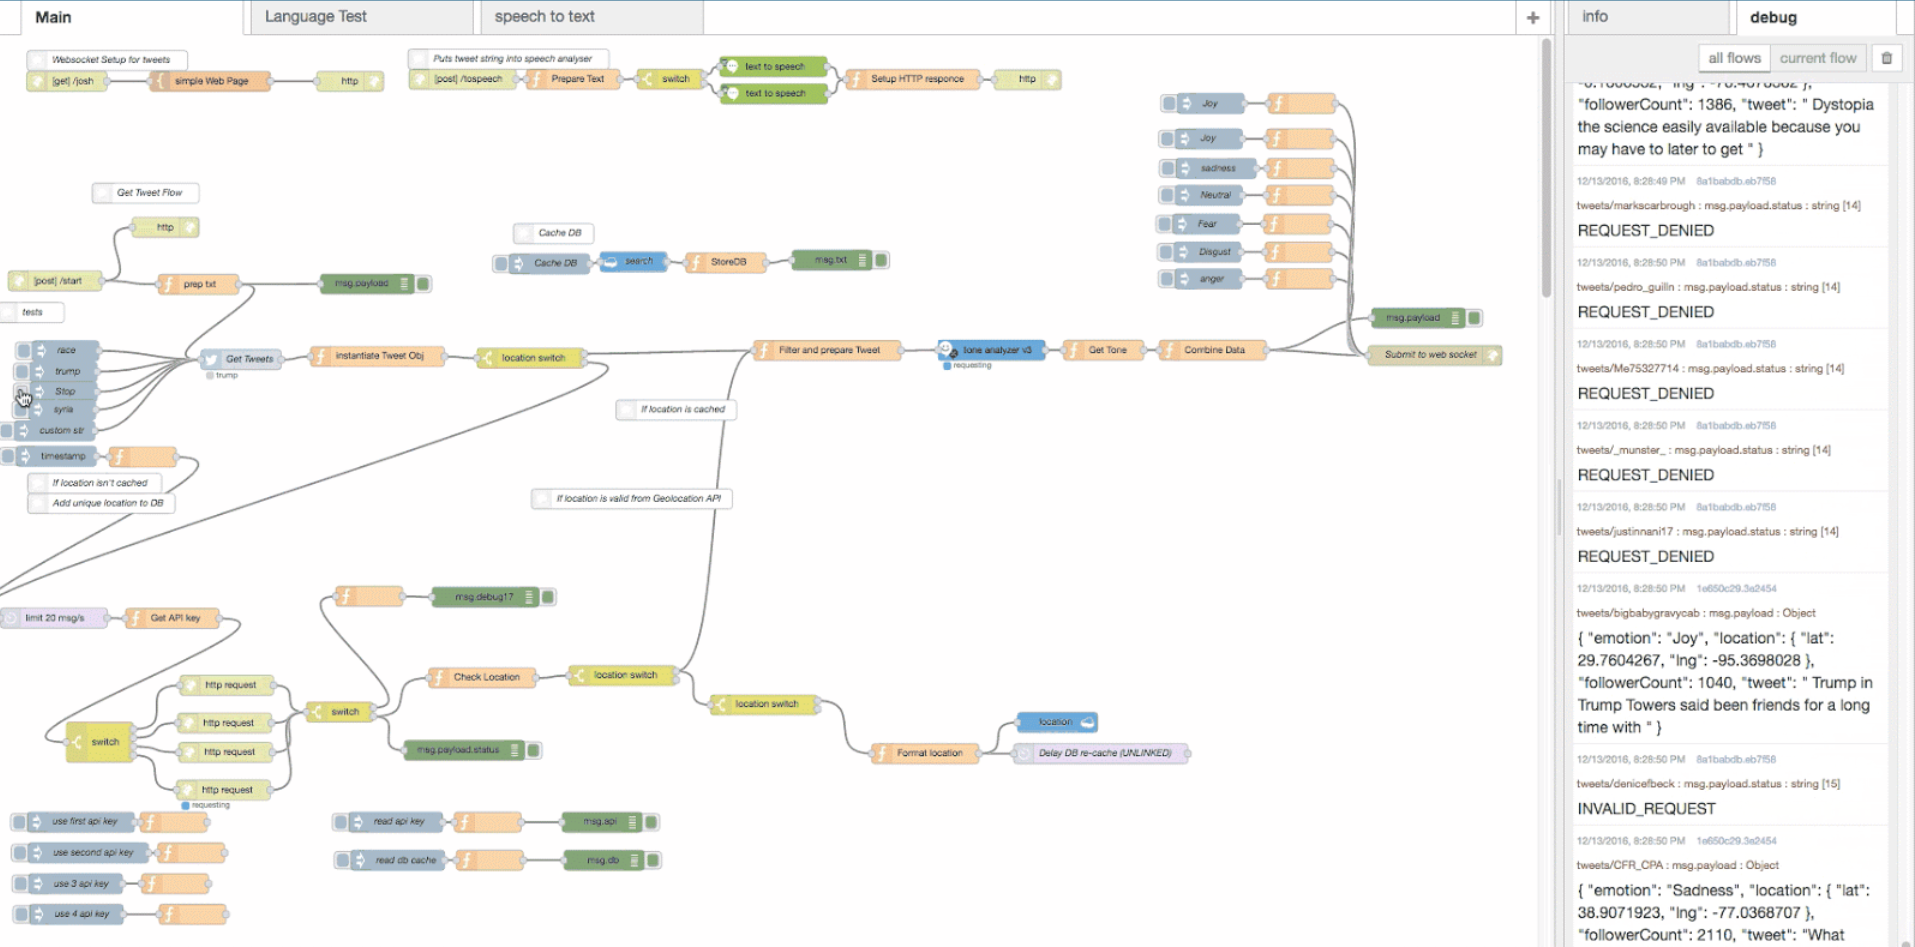 Main
Language Test
speech to text
+
info
debug
all flows
current flow
Websocket Setup for tweets
[get] /josh
simple Web Page
http
Puts tweet string into speech analyser
[post] /tospeech
Prepare Text
switch
text to speech
text to speech
Setup HTTP responce
http
Joy
Joy
sadness
Neutral
Fear
Disgust
anger
Get Tweet Flow
http
[post] /start
prep txt
msg.payload
Cache DB
Cache DB
search
StoreDB
msg.txt
tests
race
trump
Stop
syria
custom str
timestamp
Get Tweets
trump
instantiate Tweet Obj
location switch
Filter and prepare Tweet
tone analyzer v3
requesting
Get Tone
Combine Data
msg.payload
Submit to web socket
If location is cached
If location isn't cached
Add unique location to DB
If location is valid from Geolocation API
limit 20 msg/s
Get API key
msg.debug17
switch
http request
http request
http request
http request
requesting
switch
Check Location
location switch
location switch
msg.payload.status
Format location
location
Delay DB re-cache (UNLINKED)
use first api key
use second api key
use 3 api key
use 4 api key
read api key
msg.api
read db cache
msg.db
"followerCount": 1386, "tweet": " Dystopia
the science easily available because you
may have to later to get " }
12/13/2016, 8:28:49 PM 8a1babdb.eb7f58
tweets/markscarbrough : msg.payload.status : string [14]
REQUEST_DENIED
12/13/2016, 8:28:50 PM 8a1babdb.eb7f58
tweets/pedro_guiln : msg.payload.status : string [14]
REQUEST_DENIED
12/13/2016, 8:28:50 PM 8a1babdb.eb7f58
tweets/Me75327714 : msg.payload.status : string [14]
REQUEST_DENIED
12/13/2016, 8:28:50 PM 8a1babdb.eb7f58
tweets/_munster_ : msg.payload.status : string [14]
REQUEST_DENIED
12/13/2016, 8:28:50 PM 8a1babdb.eb7f58
tweets/justinnani17 : msg.payload.status : string [14]
REQUEST_DENIED
12/13/2016, 8:28:50 PM 1e650c29.3a2454
tweets/bigbabygravycab : msg.payload : Object
{ "emotion": "Joy", "location": { "lat":
29.7604267, "lng": -95.3698028 },
"followerCount": 1040, "tweet": " Trump in
Trump Towers said been friends for a long
time with " }
12/13/2016, 8:28:50 PM 8a1babdb.eb7f58
tweets/denicefbeck : msg.payload.status : string [15]
INVALID_REQUEST
12/13/2016, 8:28:50 PM 1e650c29.3a2454
tweets/CFR_CPA : msg.payload : Object
{ "emotion": "Sadness", "location": { "lat":
38.9071923, "lng": -77.0368707 },
"followerCount": 2110, "tweet": "What